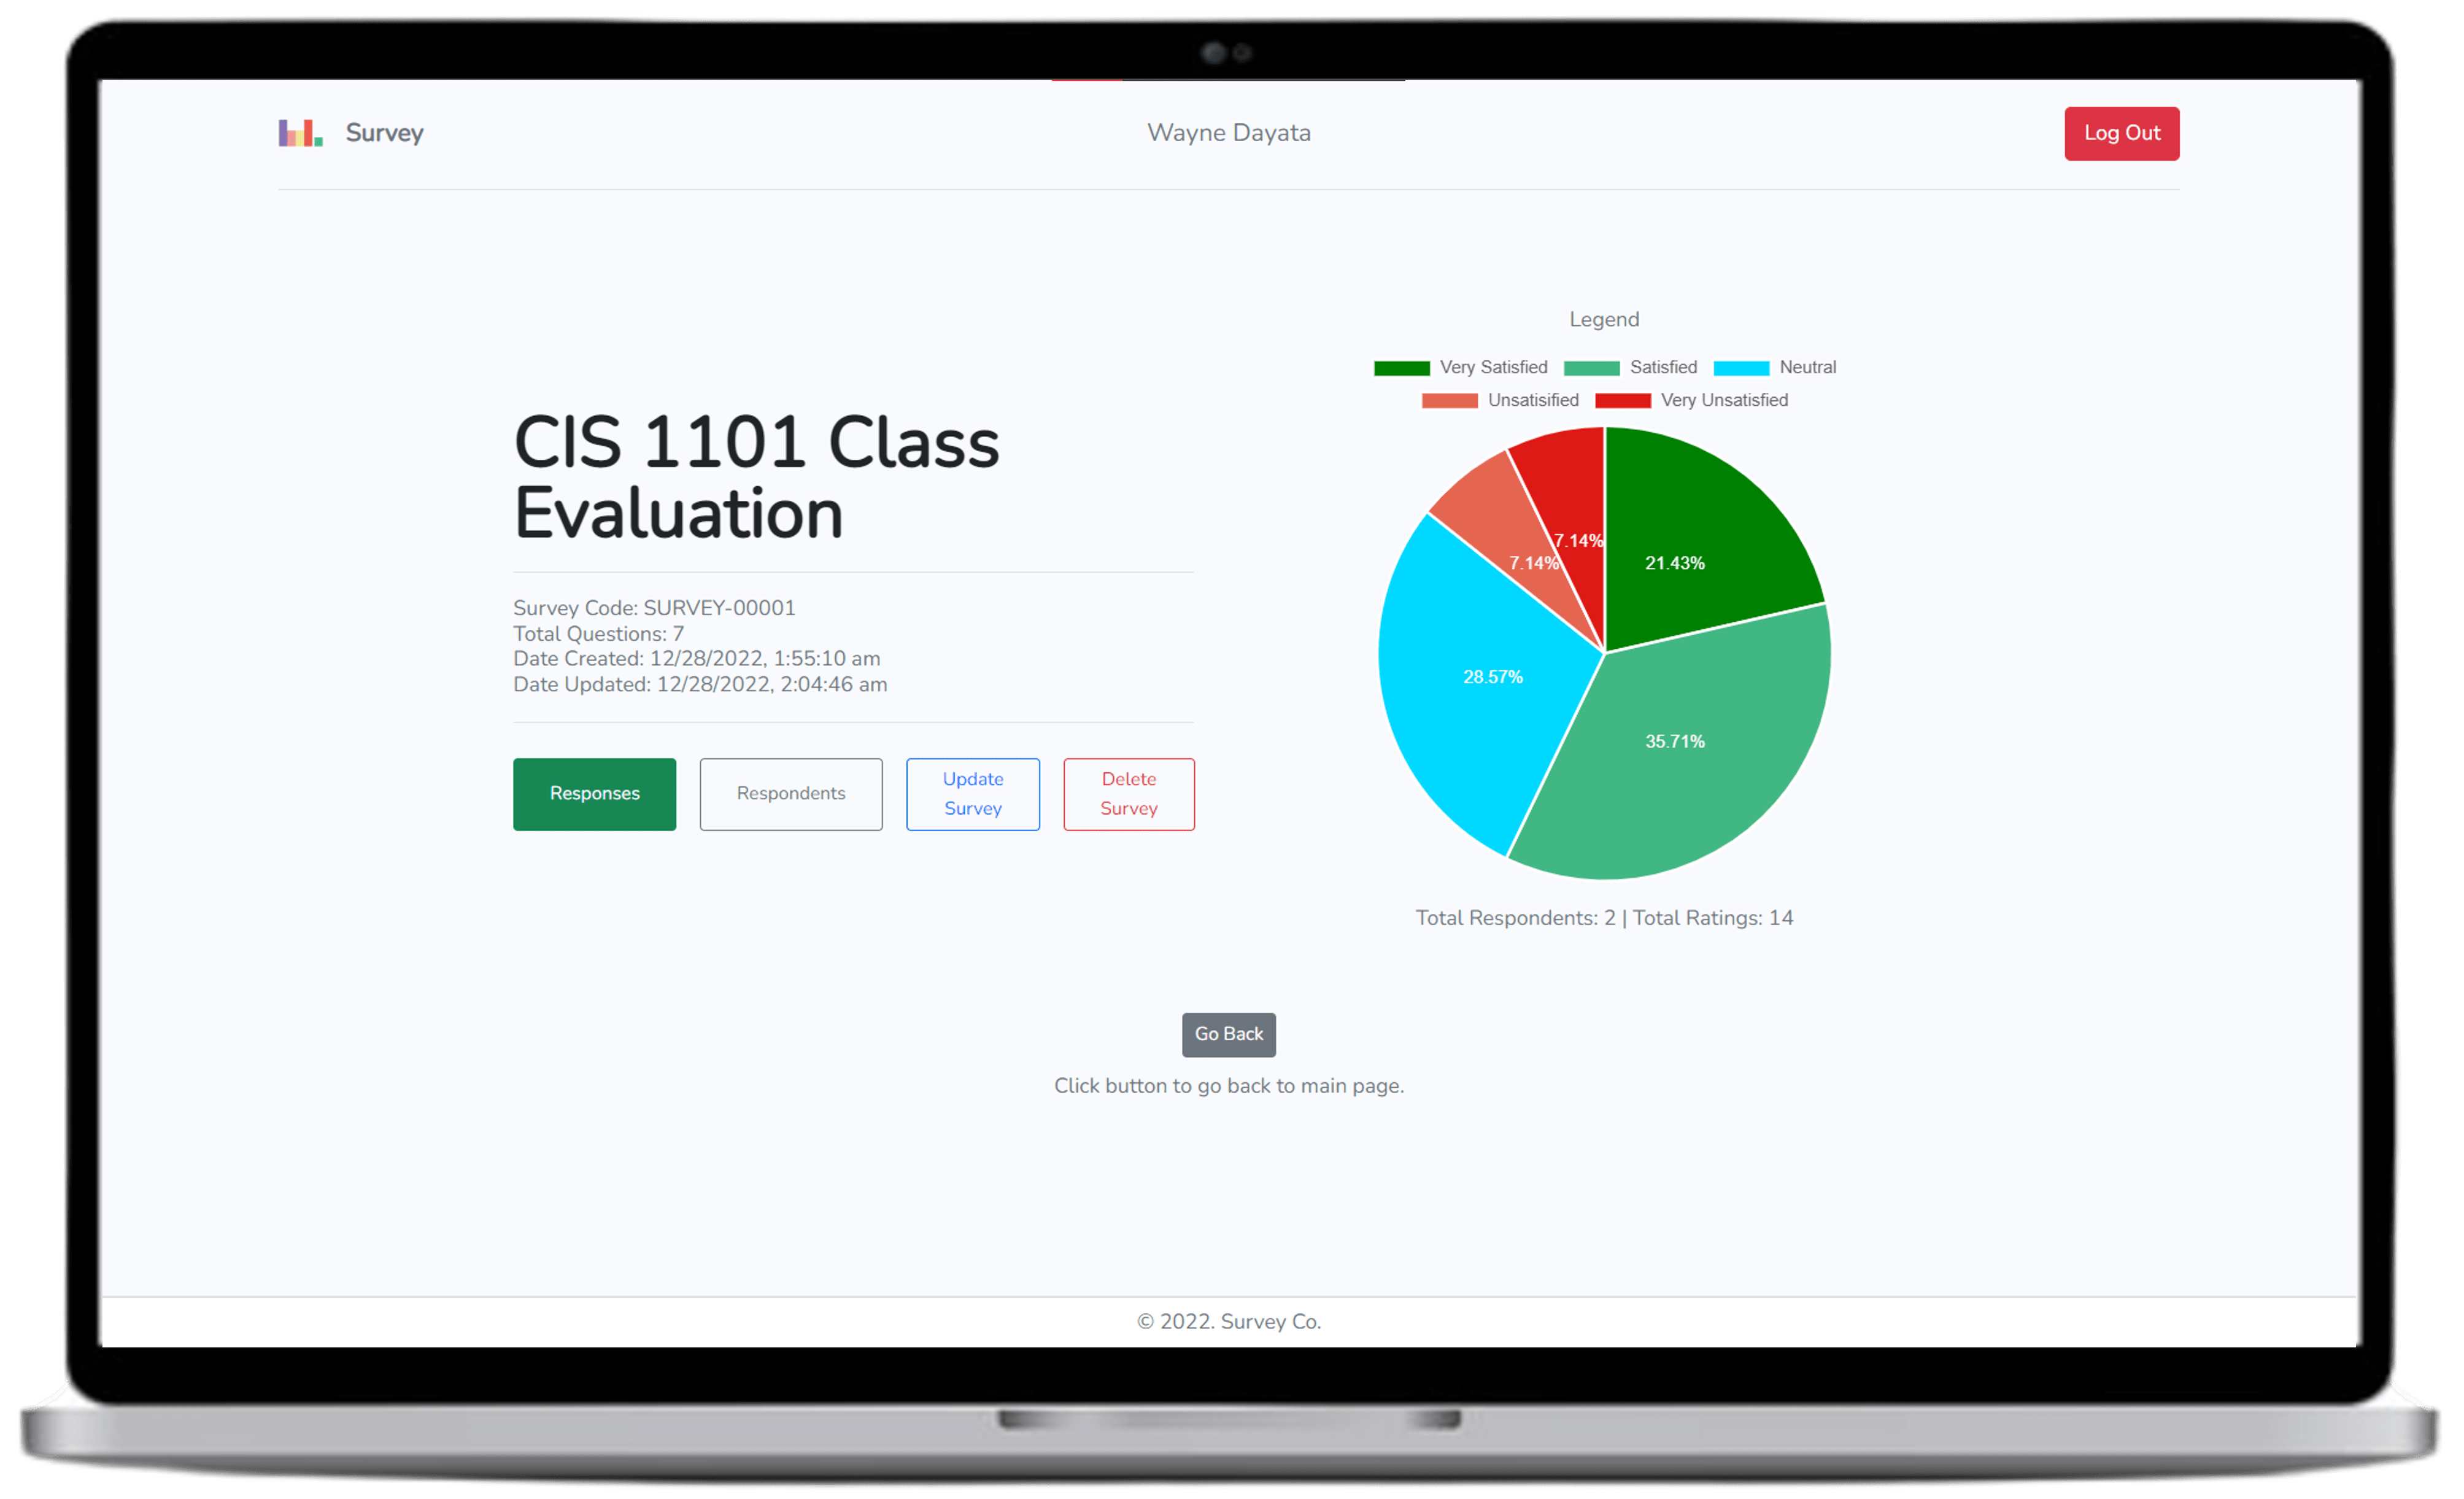 Survey
Wayne Dayata
Log Out
CIS 1101 Class
Evaluation
Survey Code: SURVEY-00001
Total Questions: 7
Date Created: 12/28/2022, 1:55:10 am
Date Updated: 12/28/2022, 2:04:46 am
Responses
Respondents
Update
Survey
Delete
Survey
Legend
Very Satisfied Satisfied Neutral
Unsatisified Very Unsatisfied
7.14%
7.14%
21.43%
28.57%
35.71%
Total Respondents: 2 | Total Ratings: 14
Go Back
Click button to go back to main page.
© 2022. Survey Co.